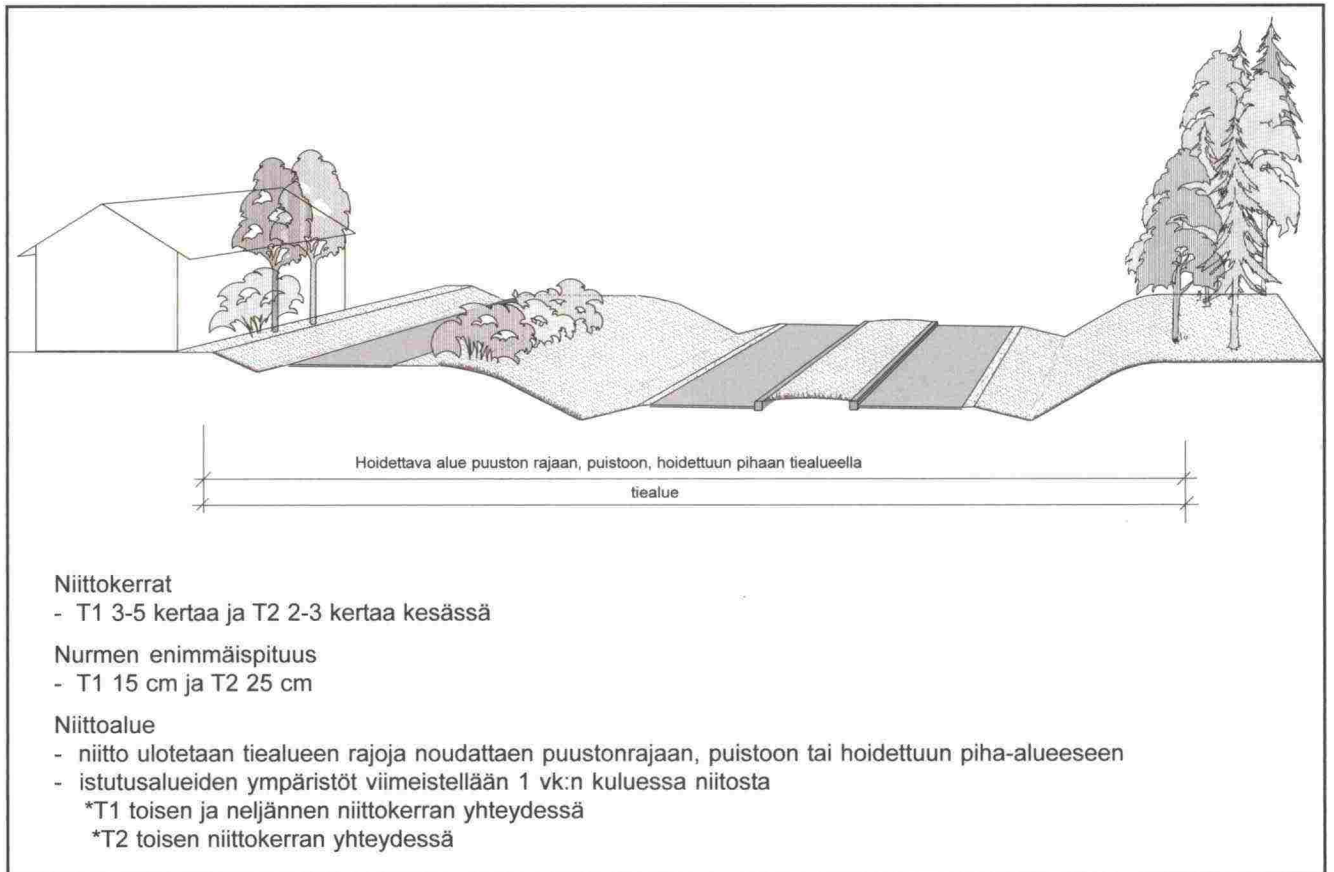 Hoidettava alue puuston rajaan, puistoon, hoidettuun pihaan tiealueella
tiealue
Niittokerrat
- T1 3-5 kertaa ja T2 2-3 kertaa kesässä
Nurmen enimmäispituus
- T1 15 cm ja T2 25 cm
Niittoalue
- niitto ulotetaan tiealueen rajoja noudattaen puustonrajaan, puistoon tai hoidettuun piha-alueeseen
- istutusalueiden ympäristöt viimeistellään 1 vk:n kuluessa niitosta
*T1 toisen ja neljännen niittokerran yhteydessä
*T2 toisen niittokerran yhteydessä